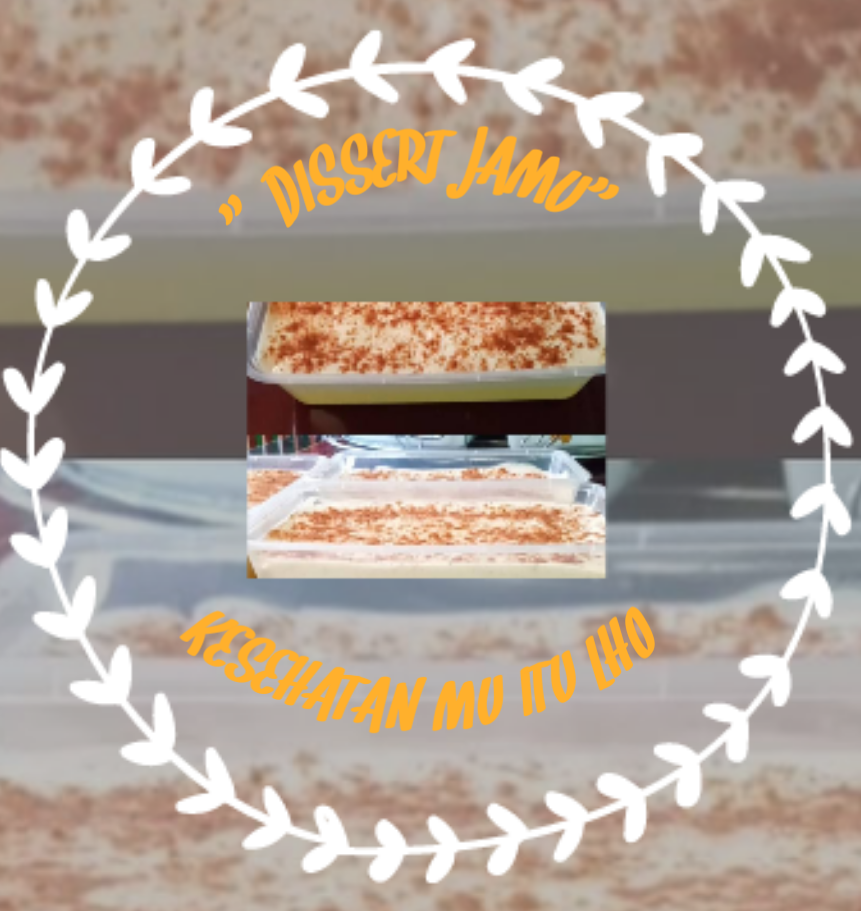 ” DISSERT JAMU”
KESEHATAN MU ITU LHO